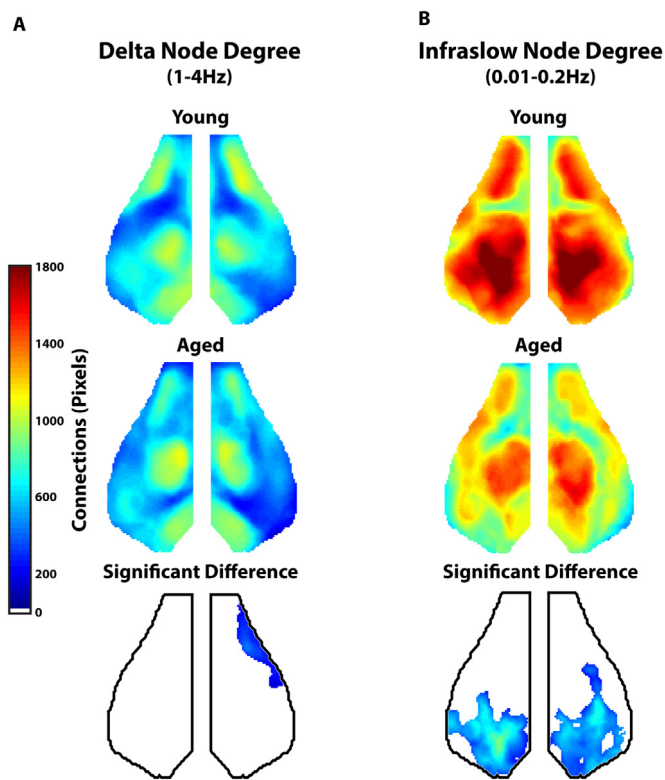 A
Delta Node Degree
(1-4Hz)
Young
Aged
Significant Difference
B
Infraslow Node Degree
(0.01-0.2Hz)
Young
Aged
Significant Difference
1800
1400
1000
600
200
0
Connections (Pixels)